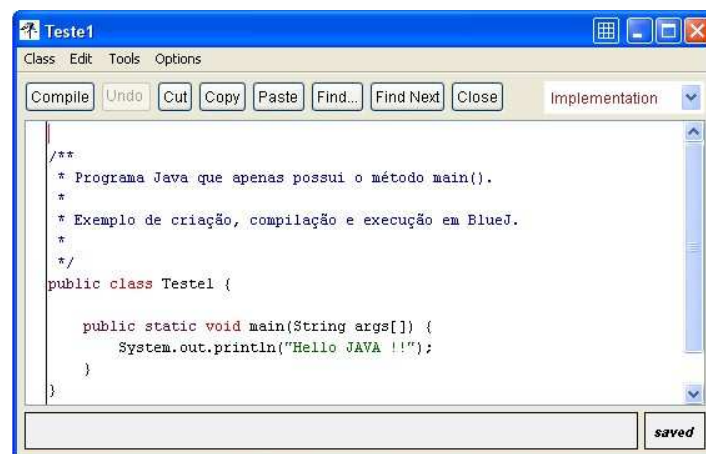 Teste1
Class Edit Tools Options
Compile Undo Cut Copy Paste Find... Find Next Close Implementation
/**
* Programa Java que apenas possui o método main().
*
* Exemplo de criação, compilação e execução em BlueJ.
*
*/
public class Teste1 {
public static void main(String args[]) {
System.out.println("Hello JAVA !!");
}
}
saved